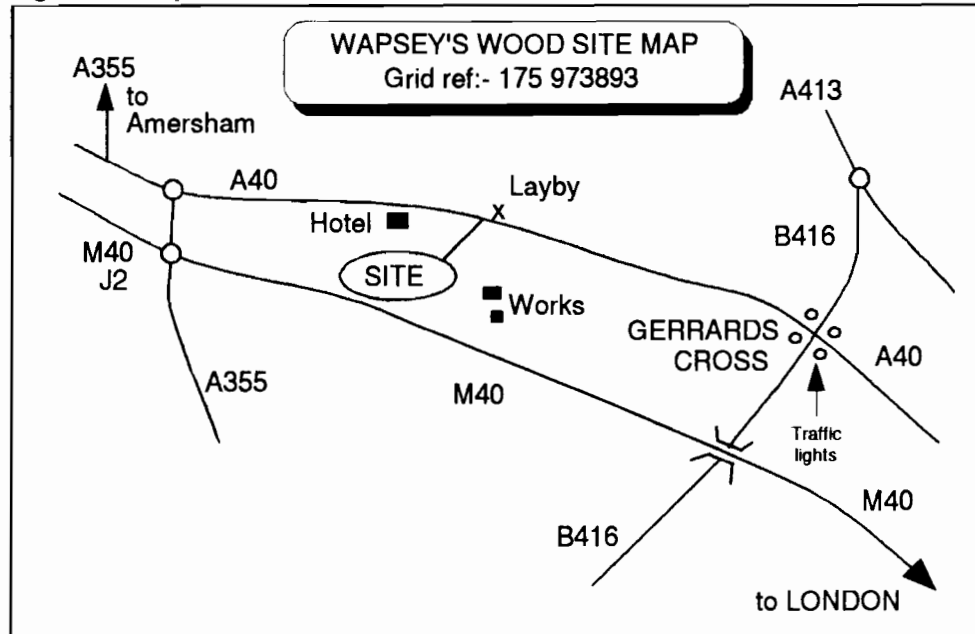 WAPSEY'S WOOD SITE MAP
Grid ref:- 175 973893
A355
to
Amersham
A413
A40
Layby
Hotel
B416
M40
J2
SITE
Works
GERRARDS
CROSS
A40
A355
M40
Traffic
lights
M40
B416
to LONDON